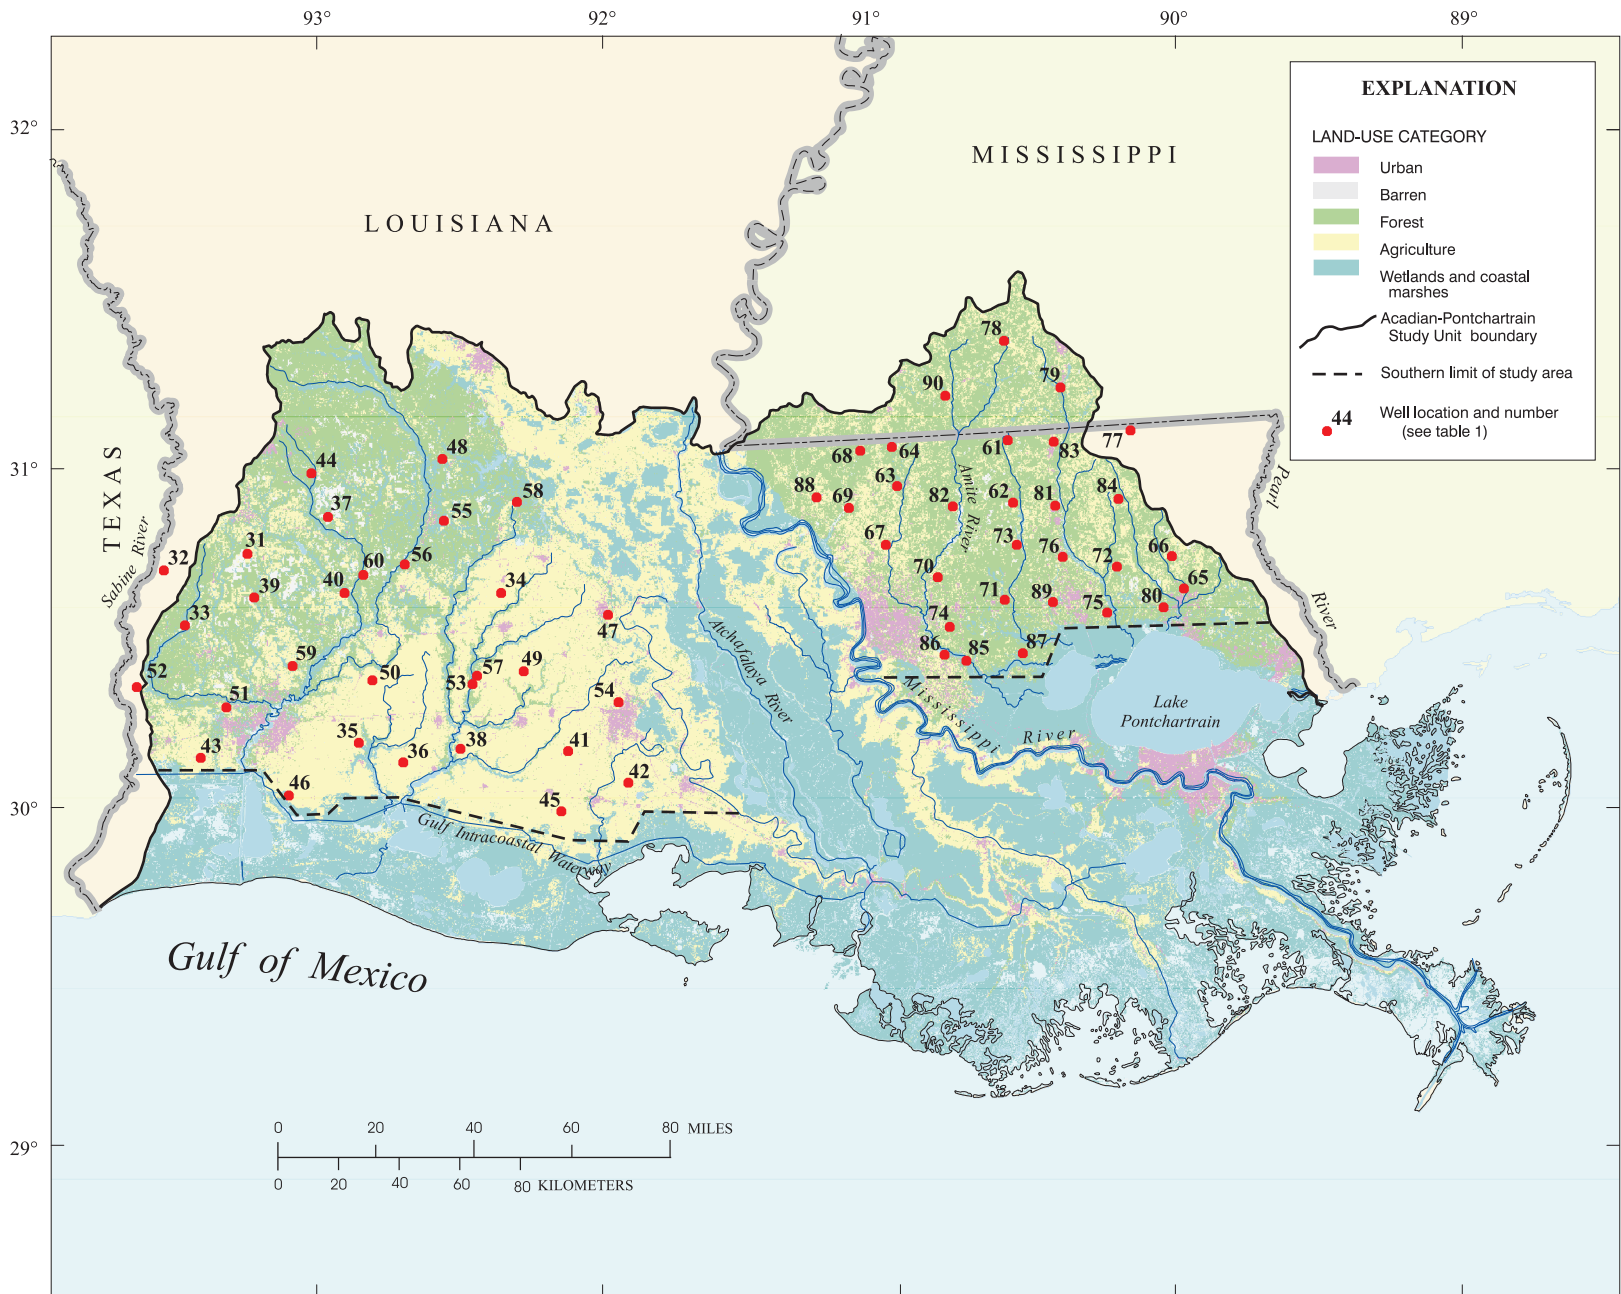 93°
92°
91°
90°
89°
32°
31°
30°
29°
EXPLANATION
LAND-USE CATEGORY
Urban
Barren
Forest
Agriculture
Wetlands and coastal
marshes
Acadian-Pontchartrain
Study Unit boundary
Southern limit of study area
44
Well location and number
(see table 1)
MISSISSIPPI
LOUISIANA
TEXAS
Sabine River
Pearl
River
Amite River
Atchafalaya River
Mississippi
River
Lake
Pontchartrain
Gulf Intracoastal Waterway
Gulf of Mexico
78
90
79
77
61
83
68
64
48
44
58
88
69
63
82
62
81
84
37
55
67
73
76
72
66
31
32
60
56
70
65
39
40
34
71
89
75
80
33
47
74
86
85
87
59
52
50
57
49
53
51
54
35
38
43
36
41
46
42
45
0
20
40
60
80 MILES
0
20
40
60
80 KILOMETERS